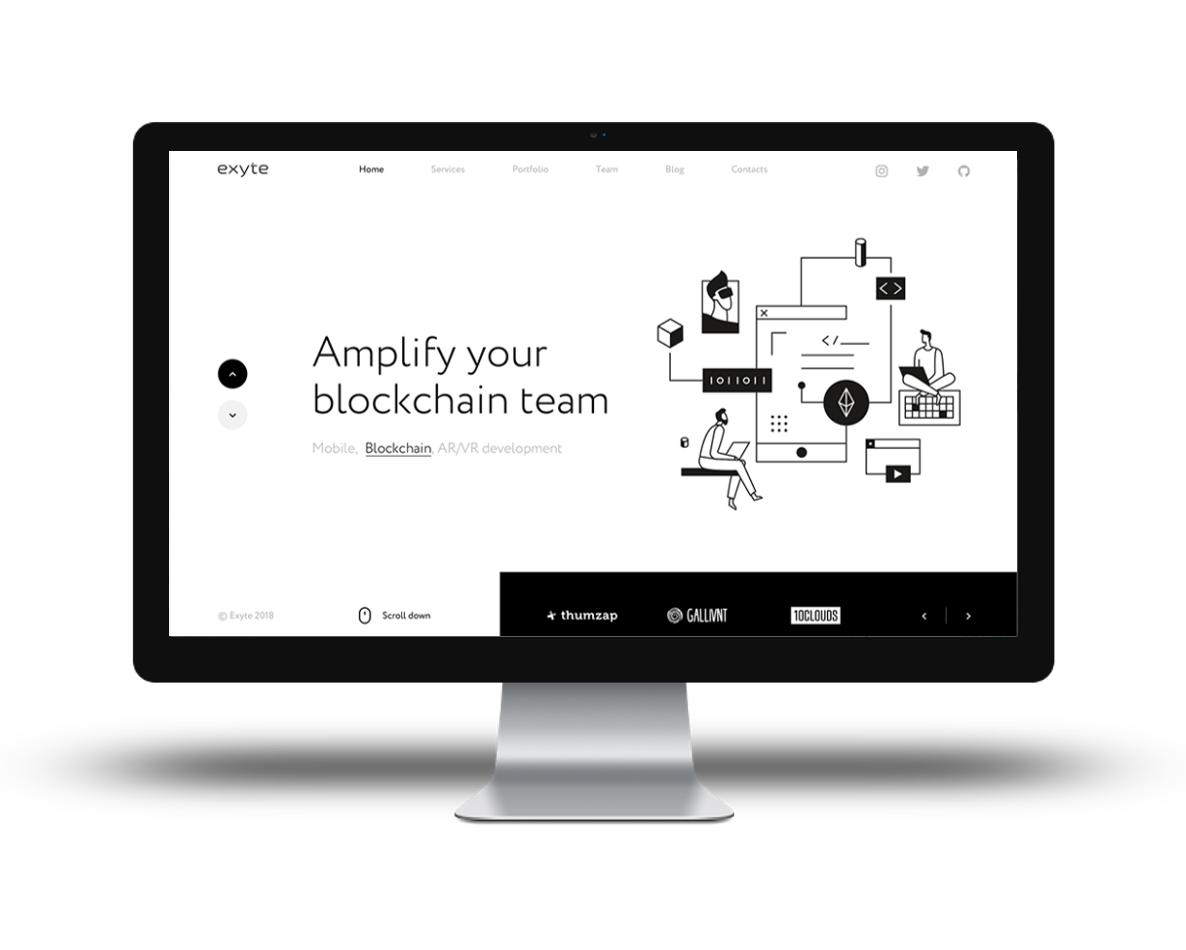 exyte
Home
Services
Portfolio
Team
Blog
Contacts
</>
1011011
Amplify your
blockchain team
Mobile, Blockchain, AR/VR development
© Exyte 2018
Scroll down
thumzap
GALLIVNT
10CLOUDS